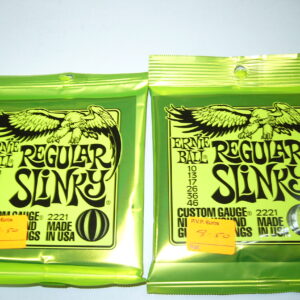 ERNIE
BALL
REGULAR
SLINKY
CUSTOM GAUGE
2221
MADE
IN USA
ERNIE
BALL
REGULAR
SLINKY
10
13
17
26
36
46
CUSTOM GAUGE
2221
MADE
IN USA